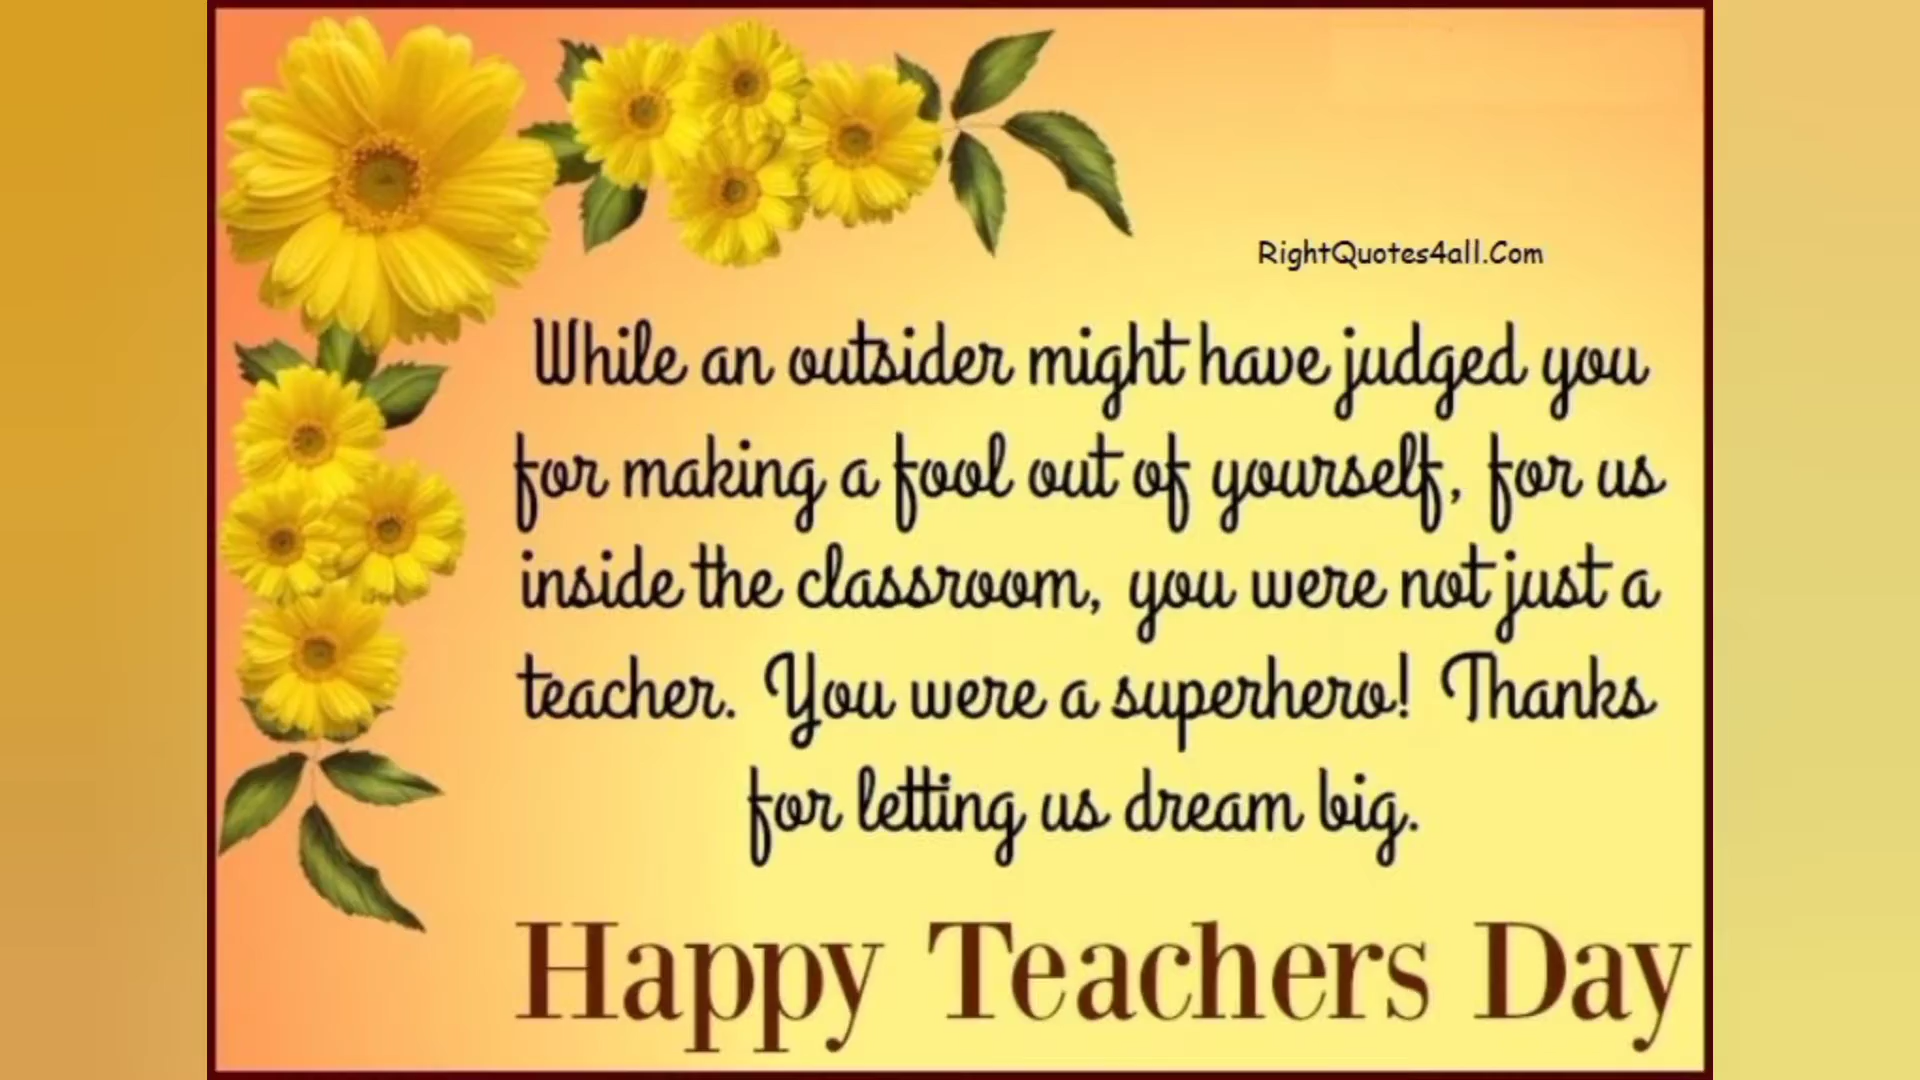 RightQuotes4all.Com
While an outsider might have judged you
for making a fool out of yourself, for us
inside the classroom, you were not just a
teacher. You were a superhero! Thanks
for letting us dream big.
Happy Teachers Day